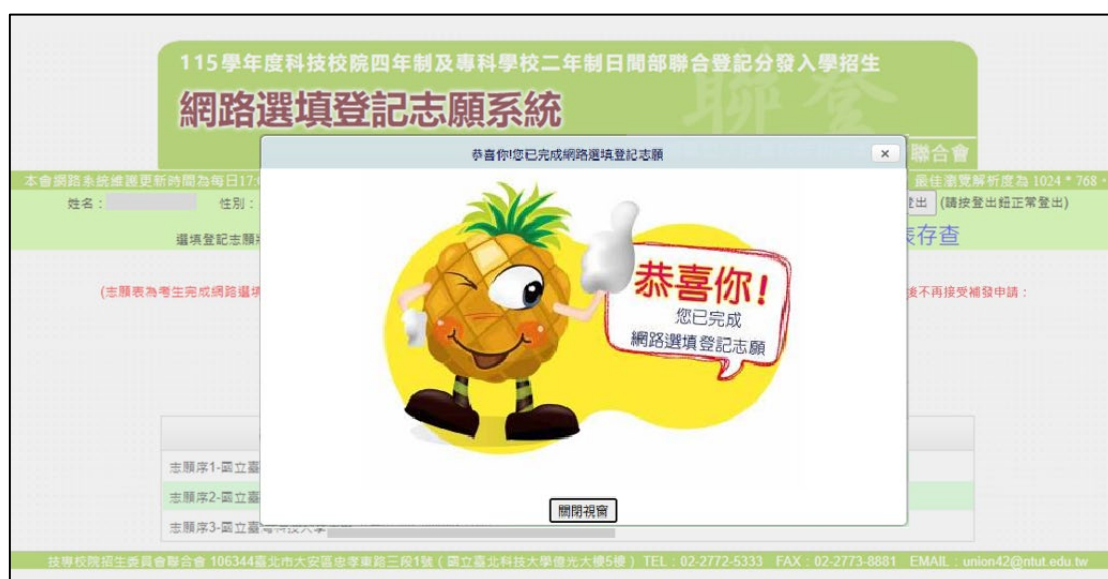 115學年度科技校院四年制及專科學校二年制日間部聯合登記分發入學招生
網路選填登記志願系統
聯登
聯合會
恭喜你!您已完成網路選填登記志願
×
本會網路系統維護更新時間為每日17:
最佳瀏覽解析度為 1024 * 768。
姓名：
性別：
登出 (請按登出鈕正常登出)
選填登記志願
表存查
(志願表為考生完成網路選填
後不再接受補發申請：
恭喜你!
您已完成
網路選填登記志願
志願序1-國立臺
志願序2-國立臺
志願序3-國立臺灣科技大學
關閉視窗
技專校院招生委員會聯合會 106344臺北市大安區忠孝東路三段1號 ( 國立臺北科技大學億光大樓5樓 ) TEL：02-2772-5333 FAX：02-2773-8881 EMAIL：union42@ntut.edu.tw